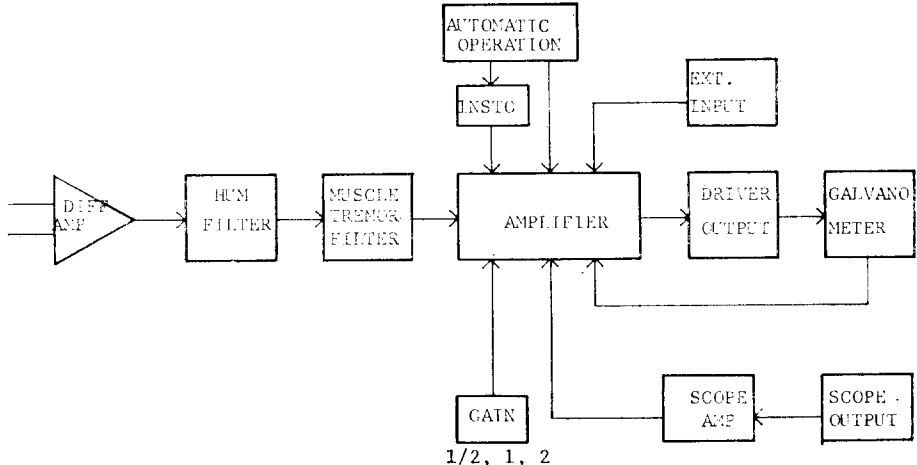 AUTOMATIC
OPERATION
INSTO
EXT.
INPUT
DIFF
AMP
HUM
FILTER
MUSCLE
TREMOR
FILTER
AMPLIFIER
DRIVER
OUTPUT
GALVANO
METER
GAIN
1/2, 1, 2
SCOPE
AMP
SCOPE
OUTPUT